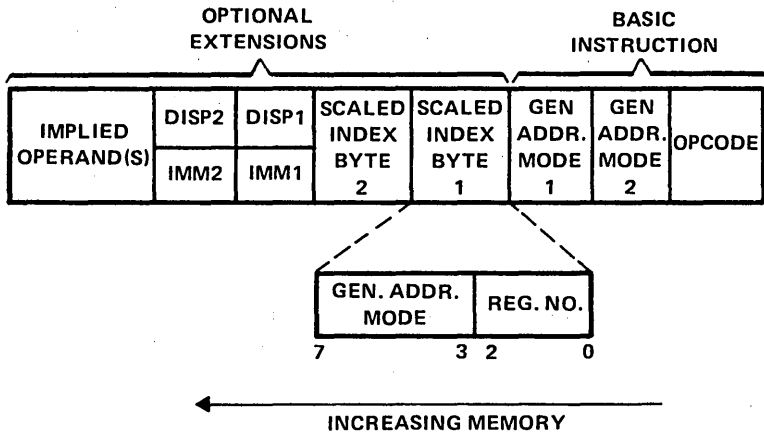 OPTIONAL
EXTENSIONS
BASIC
INSTRUCTION
IMPLIED
OPERAND(S)
DISP2
DISP1
IMM2
IMM1
SCALED
INDEX
BYTE
2
SCALED
INDEX
BYTE
1
GEN
ADDR.
MODE
1
GEN
ADDR.
MODE
2
OPCODE
GEN. ADDR.
MODE
REG. NO.
7
3
2
0
INCREASING MEMORY